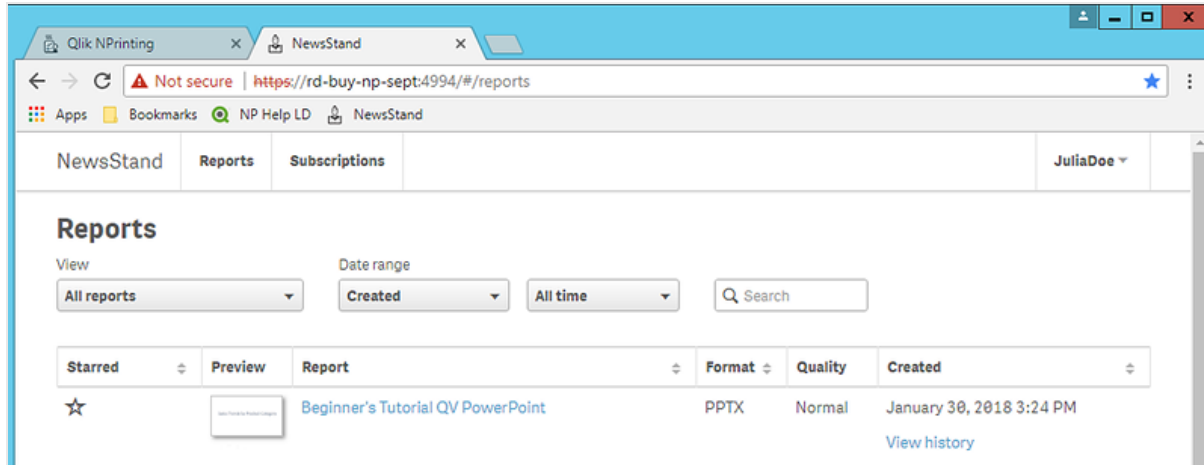 Qlik NPrinting NewsStand
Not secure https://rd-buy-np-sept:4994/#/reports
Apps Bookmarks NP Help LD NewsStand
NewsStand Reports Subscriptions JuliaDoe
Reports
View Date range
All reports Created All time Search
Starred Preview Report Format Quality Created
Beginner's Tutorial QV PowerPoint PPTX Normal January 30, 2018 3:24 PM
View history